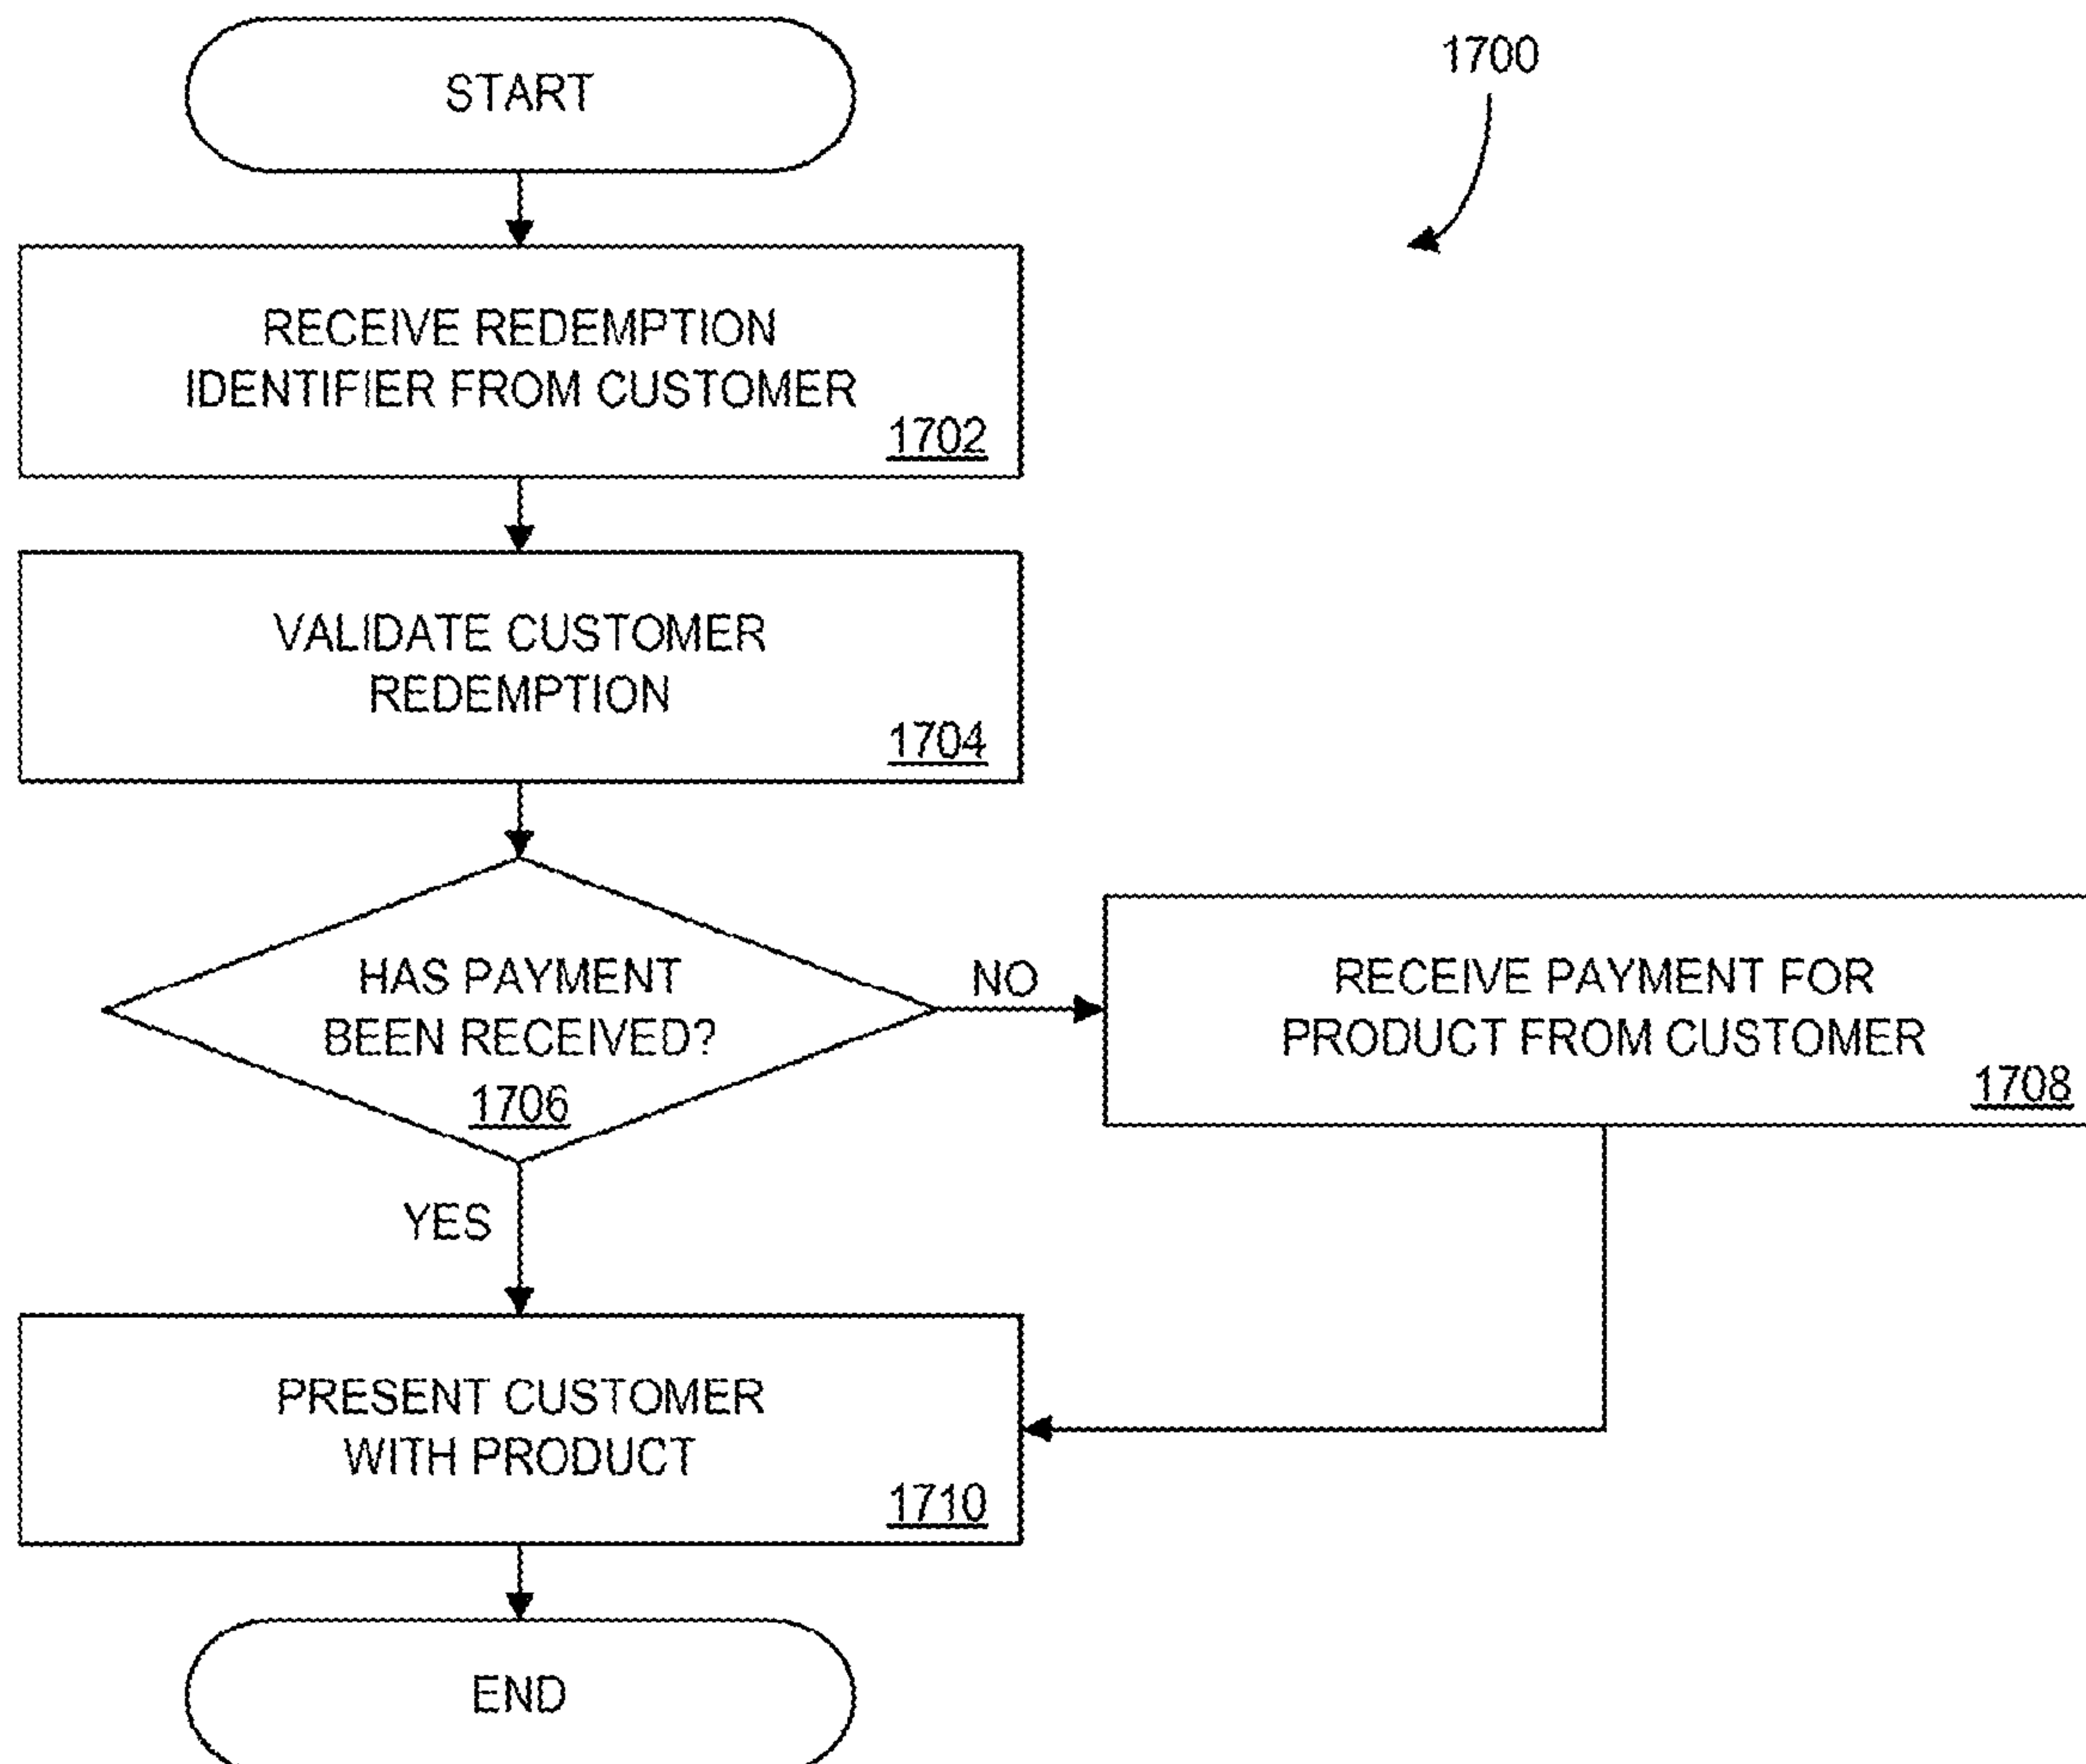 START
1700
RECEIVE REDEMPTION
IDENTIFIER FROM CUSTOMER
1702
VALIDATE CUSTOMER
REDEMPTION
1704
HAS PAYMENT
BEEN RECEIVED?
1706
NO
RECEIVE PAYMENT FOR
PRODUCT FROM CUSTOMER
1708
YES
PRESENT CUSTOMER
WITH PRODUCT
1710
END